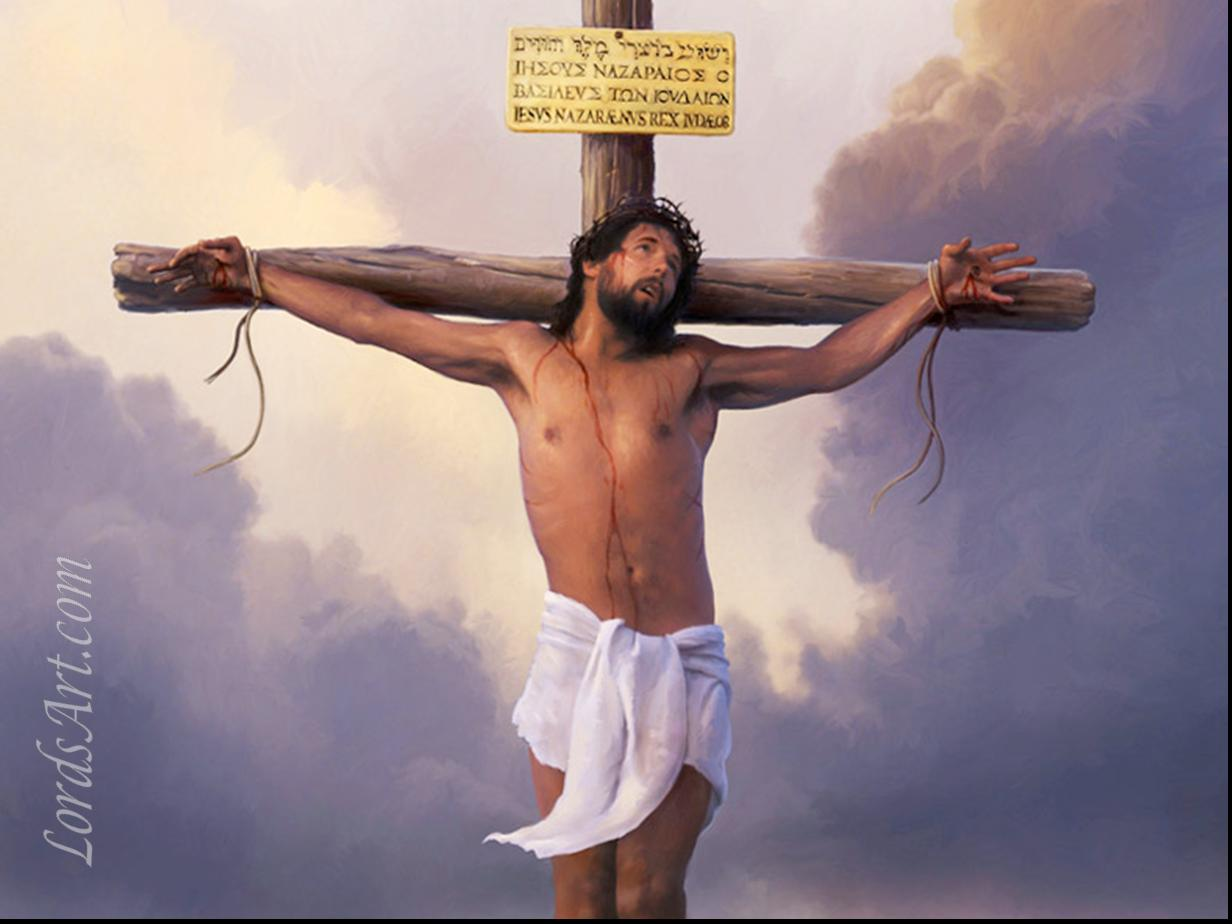 ΙΗΣΟΥΣ ΝΑΖΑΡΑΙΟΣ Ο
ΒΑΣΙΛΕΥΣ ΤΩΝ ΙΟΥΔΑΙΩΝ
IESVS NAZARÆNVS REX IVDÆOR
LordsArt.com